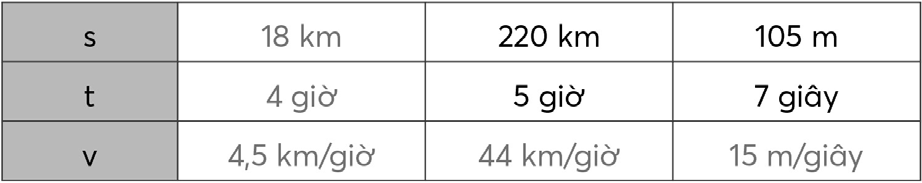 s 18 km 220 km 105 m
t 4 giờ 5 giờ 7 giây
v 4,5 km/giờ 44 km/giờ 15 m/giây